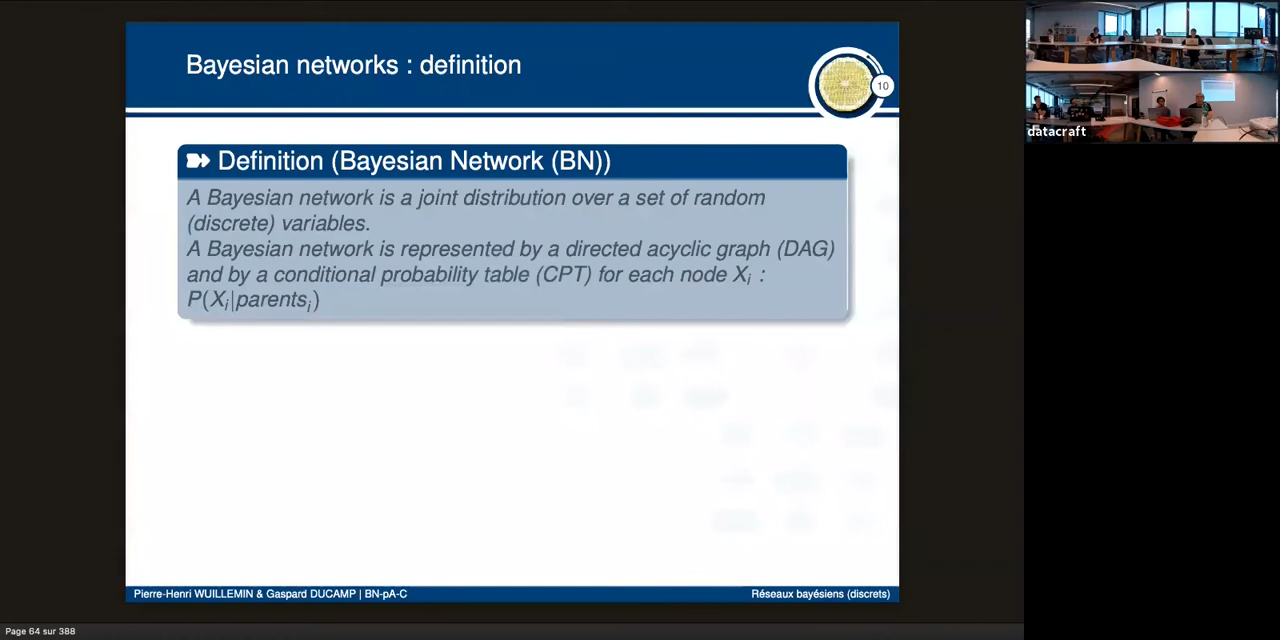 Bayesian networks : definition
10
Definition (Bayesian Network (BN))
A Bayesian network is a joint distribution over a set of random
(discrete) variables.
A Bayesian network is represented by a directed acyclic graph (DAG)
and by a conditional probability table (CPT) for each node Xi :
P(Xi|parentsi)
Pierre-Henri WUILLEMIN & Gaspard DUCAMP | BN-pA-C
Réseaux bayésiens (discrets)
Page 64 sur 388
datacraft